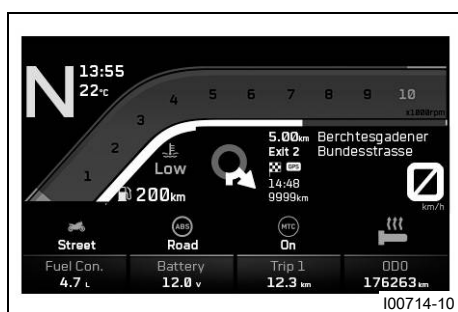 N
13:55
22°C
1 2 3 4 5 6 7 8 9 10
x1000rpm
Low
200km
5.00km Berchtesgadener
Exit 2 Bundesstrasse
GPS
14:48
9999km
0
km/h
ABS
MTC
Street Road On
Fuel Con. Battery Trip 1 ODO
4.7 L 12.0 v 12.3 km 176263 km
I00714-10